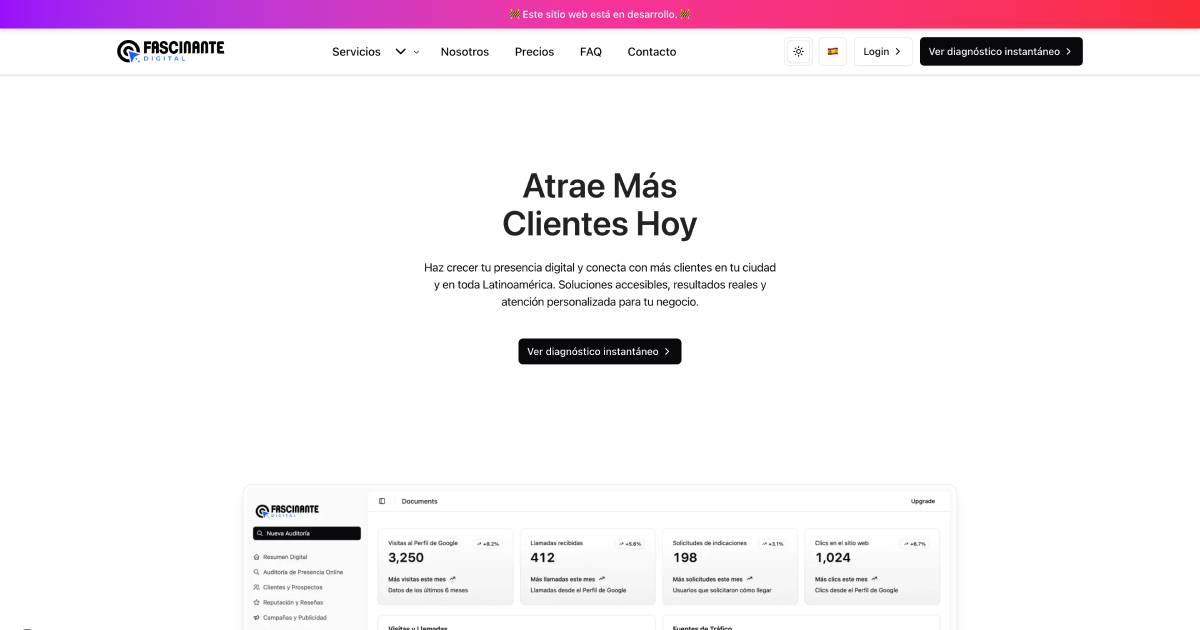 🚧 Este sitio web está en desarrollo. 🚧
FASCINANTE
DIGITAL
Servicios
Nosotros
Precios
FAQ
Contacto
Login
Ver diagnóstico instantáneo
Atrae Más
Clientes Hoy
Haz crecer tu presencia digital y conecta con más clientes en tu ciudad
y en toda Latinoamérica. Soluciones accesibles, resultados reales y
atención personalizada para tu negocio.
Ver diagnóstico instantáneo
FASCINANTE
DIGITAL
Nueva Auditoría
Resumen Digital
Auditoría de Presencia Online
Clientes y Prospectos
Reputación y Reseñas
Campañas y Publicidad
Documents
Upgrade
Visitas al Perfil de Google
+8.2%
3,250
Más visitas este mes
Datos de los últimos 6 meses
Llamadas recibidas
+5.6%
412
Más llamadas este mes
Llamadas desde el Perfil de Google
Solicitudes de indicaciones
+3.1%
198
Más solicitudes este mes
Usuarios que solicitaron cómo llegar
Clics en el sitio web
+6.7%
1,024
Más clics este mes
Clics desde el Perfil de Google
Visitas y Llamadas
Fuentes de Tráfico